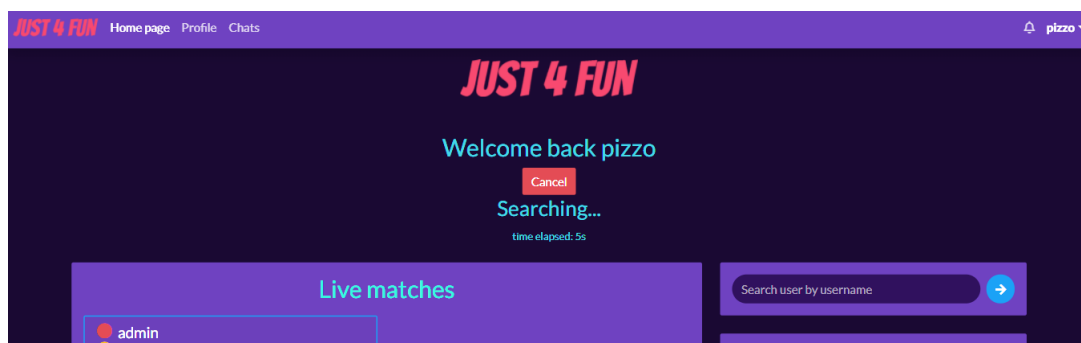 JUST 4 FUN Home page Profile Chats pizzo
JUST 4 FUN
Welcome back pizzo
Cancel
Searching...
time elapsed: 5s
Live matches
Search user by username
admin